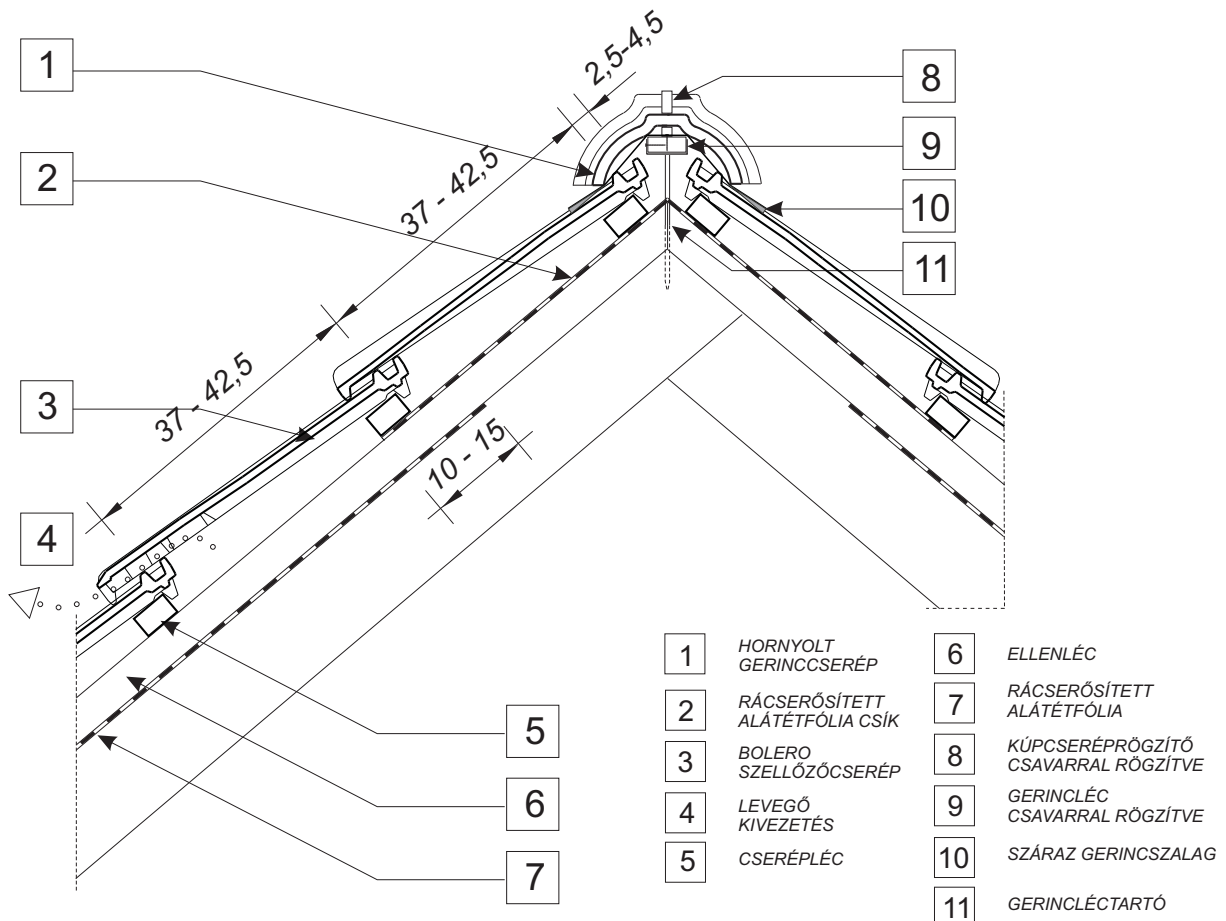 1
2
3
4
2,5-4,5
37 - 42,5
37 - 42,5
10 - 15
8
9
10
11
5
6
7
1 HORNYOLT
GERINCCSERÉP
2 RÁCSERŐSÍTETT
ALÁTÉTFÓLIA CSÍK
3 BOLERO
SZELLŐZŐCSERÉP
4 LEVEGŐ
KIVEZETÉS
5 CSERÉPLÉC
6 ELLENLÉC
7 RÁCSERŐSÍTETT
ALÁTÉTFÓLIA
8 KÚPCSERÉPRÖGZÍTŐ
CSAVARRAL RÖGZÍTVE
9 GERINCLÉC
CSAVARRAL RÖGZÍTVE
10 SZÁRAZ GERINCSZALAG
11 GERINCLÉCTARTÓ